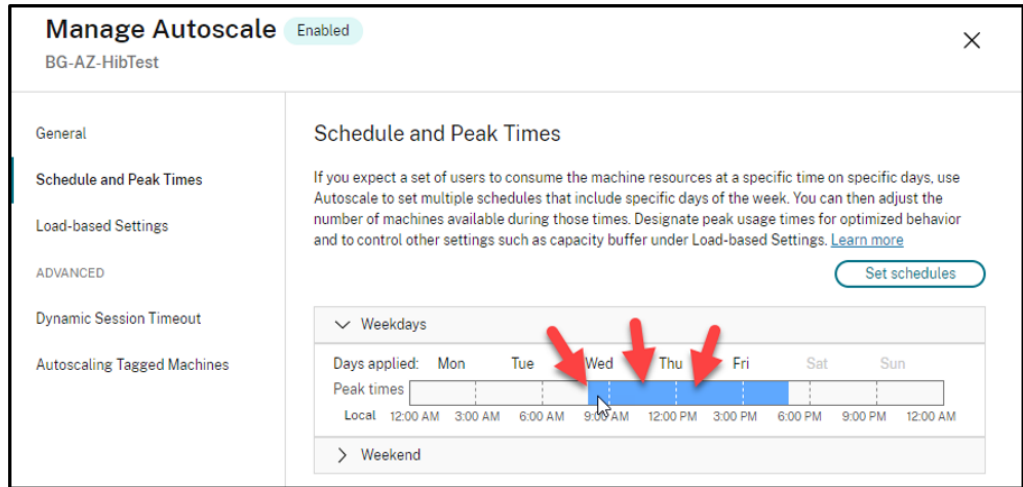 Manage Autoscale Enabled
BG-AZ-HibTest
General
Schedule and Peak Times
Load-based Settings
ADVANCED
Dynamic Session Timeout
Autoscaling Tagged Machines
Schedule and Peak Times
If you expect a set of users to consume the machine resources at a specific time on specific days, use
Autoscale to set multiple schedules that include specific days of the week. You can then adjust the
number of machines available during those times. Designate peak usage times for optimized behavior
and to control other settings such as capacity buffer under Load-based Settings. Learn more
Set schedules
Weekdays
Days applied: Mon Tue Wed Thu Fri Sat Sun
Peak times
Local 12:00 AM 3:00 AM 6:00 AM 9:00 AM 12:00 PM 3:00 PM 6:00 PM 9:00 PM 12:00 AM
Weekend